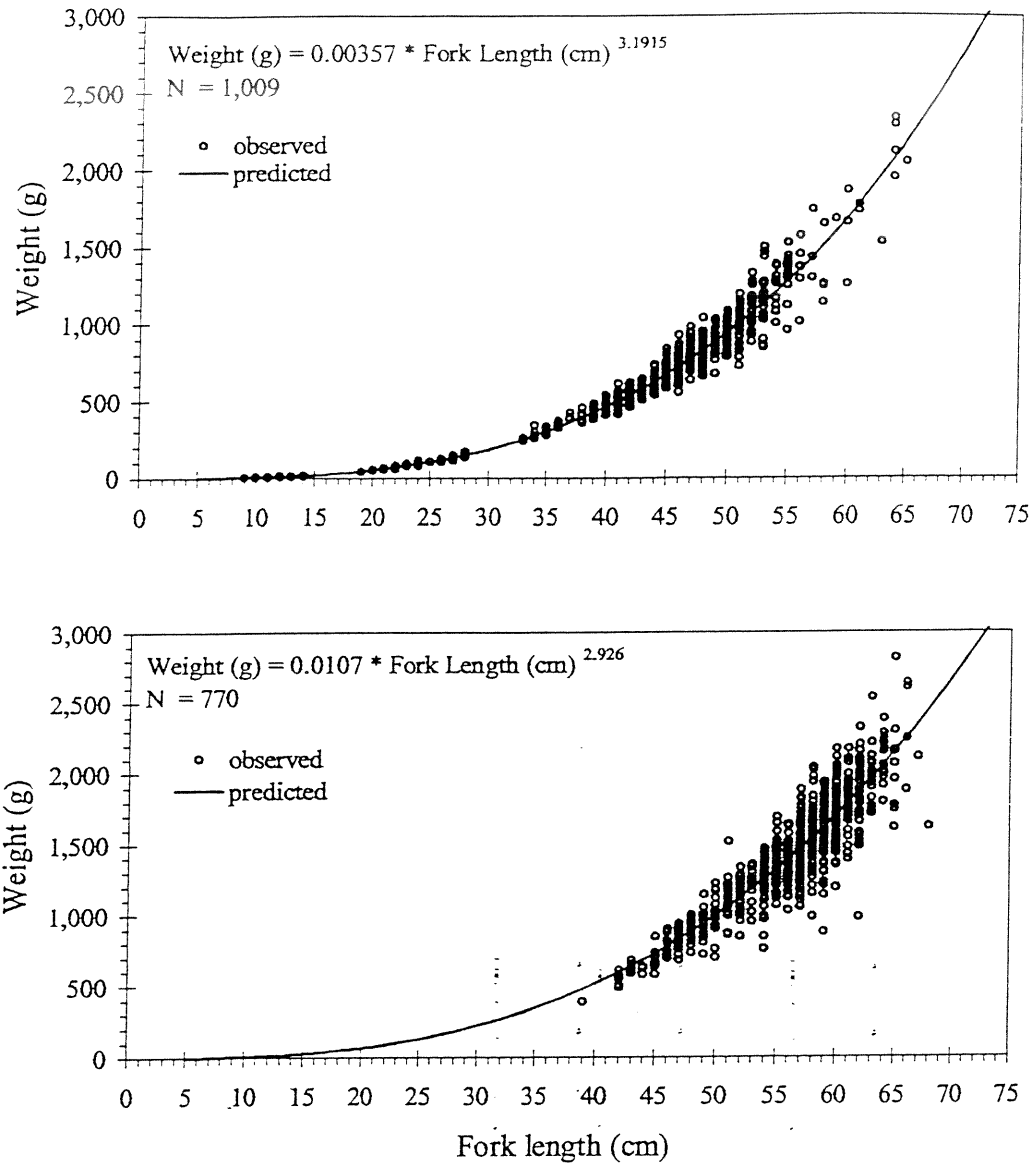 3,000
Weight (g) = 0.00357 * Fork Length (cm) 3.1915
2,500
N = 1,009
observed
predicted
2,000
1,500
1,000
500
0
Weight (g)
0 5 10 15 20 25 30 35 40 45 50 55 60 65 70 75
3,000
Weight (g) = 0.0107 * Fork Length (cm) 2.926
N = 770
2,500
observed
2,000
predicted
1,500
1,000
500
0
Weight (g)
0 5 10 15 20 25 30 35 40 45 50 55 60 65 70 75
Fork length (cm)